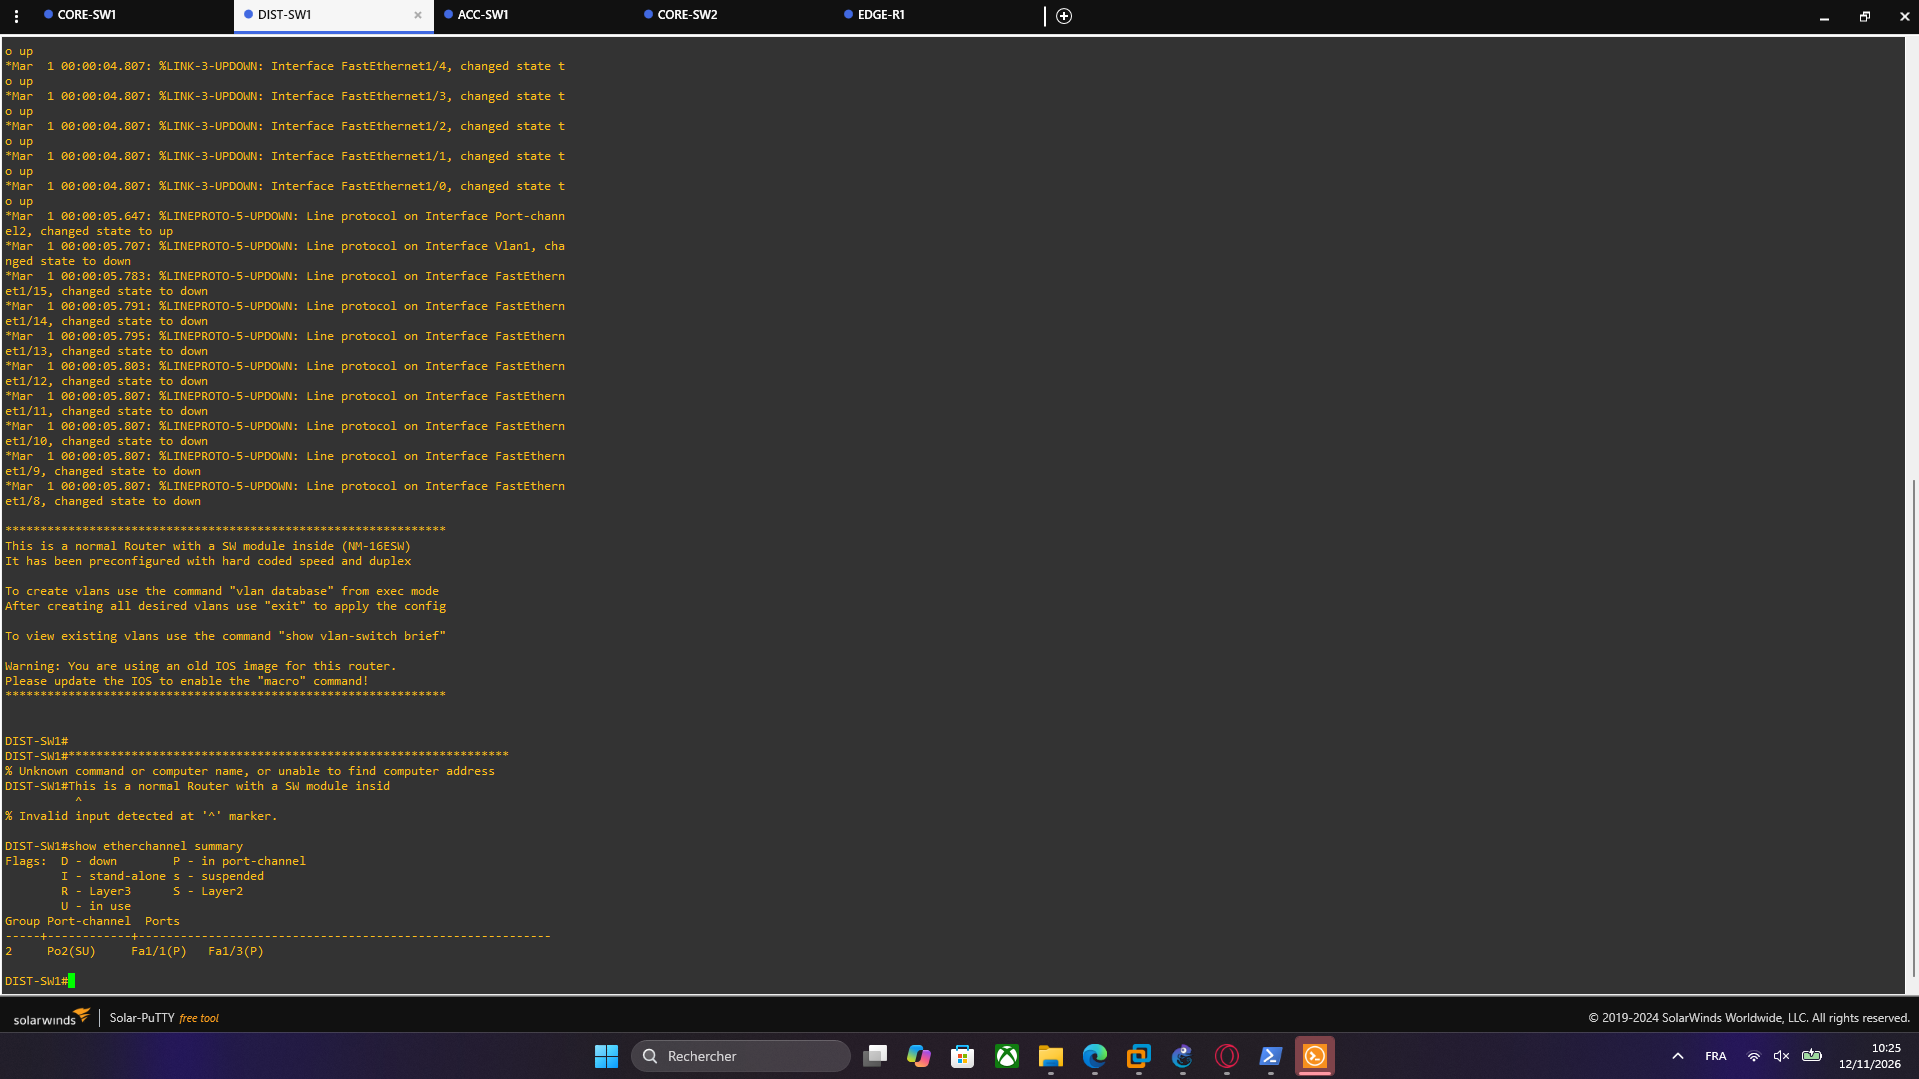 CORE-SW1
DIST-SW1
ACC-SW1
CORE-SW2
EDGE-R1
o up
*Mar  1 00:00:04.807: %LINK-3-UPDOWN: Interface FastEthernet1/4, changed state t
o up
*Mar  1 00:00:04.807: %LINK-3-UPDOWN: Interface FastEthernet1/3, changed state t
o up
*Mar  1 00:00:04.807: %LINK-3-UPDOWN: Interface FastEthernet1/2, changed state t
o up
*Mar  1 00:00:04.807: %LINK-3-UPDOWN: Interface FastEthernet1/1, changed state t
o up
*Mar  1 00:00:04.807: %LINK-3-UPDOWN: Interface FastEthernet1/0, changed state t
o up
*Mar  1 00:00:05.647: %LINEPROTO-5-UPDOWN: Line protocol on Interface Port-chann
el2, changed state to up
*Mar  1 00:00:05.707: %LINEPROTO-5-UPDOWN: Line protocol on Interface Vlan1, cha
nged state to down
*Mar  1 00:00:05.783: %LINEPROTO-5-UPDOWN: Line protocol on Interface FastEthern
et1/15, changed state to down
*Mar  1 00:00:05.791: %LINEPROTO-5-UPDOWN: Line protocol on Interface FastEthern
et1/14, changed state to down
*Mar  1 00:00:05.795: %LINEPROTO-5-UPDOWN: Line protocol on Interface FastEthern
et1/13, changed state to down
*Mar  1 00:00:05.803: %LINEPROTO-5-UPDOWN: Line protocol on Interface FastEthern
et1/12, changed state to down
*Mar  1 00:00:05.807: %LINEPROTO-5-UPDOWN: Line protocol on Interface FastEthern
et1/11, changed state to down
*Mar  1 00:00:05.807: %LINEPROTO-5-UPDOWN: Line protocol on Interface FastEthern
et1/10, changed state to down
*Mar  1 00:00:05.807: %LINEPROTO-5-UPDOWN: Line protocol on Interface FastEthern
et1/9, changed state to down
*Mar  1 00:00:05.807: %LINEPROTO-5-UPDOWN: Line protocol on Interface FastEthern
et1/8, changed state to down
***************************************************************
This is a normal Router with a SW module inside (NM-16ESW)
It has been preconfigured with hard coded speed and duplex
To create vlans use the command "vlan database" from exec mode
After creating all desired vlans use "exit" to apply the config
To view existing vlans use the command "show vlan-switch brief"
Warning: You are using an old IOS image for this router.
Please update the IOS to enable the "macro" command!
***************************************************************
DIST-SW1#
DIST-SW1#***************************************************************
% Unknown command or computer name, or unable to find computer address
DIST-SW1#This is a normal Router with a SW module insid
          ^
% Invalid input detected at '^' marker.
DIST-SW1#show etherchannel summary
Flags:  D - down        P - in port-channel
        I - stand-alone s - suspended
        R - Layer3      S - Layer2
        U - in use
Group Port-channel  Ports
-----+------------+-----------------------------------------------------------
2     Po2(SU)     Fa1/1(P)   Fa1/3(P)
DIST-SW1#
solarwinds Solar-PuTTY free tool
© 2019-2024 SolarWinds Worldwide, LLC. All rights reserved.
Rechercher
FRA
10:25
12/11/2026